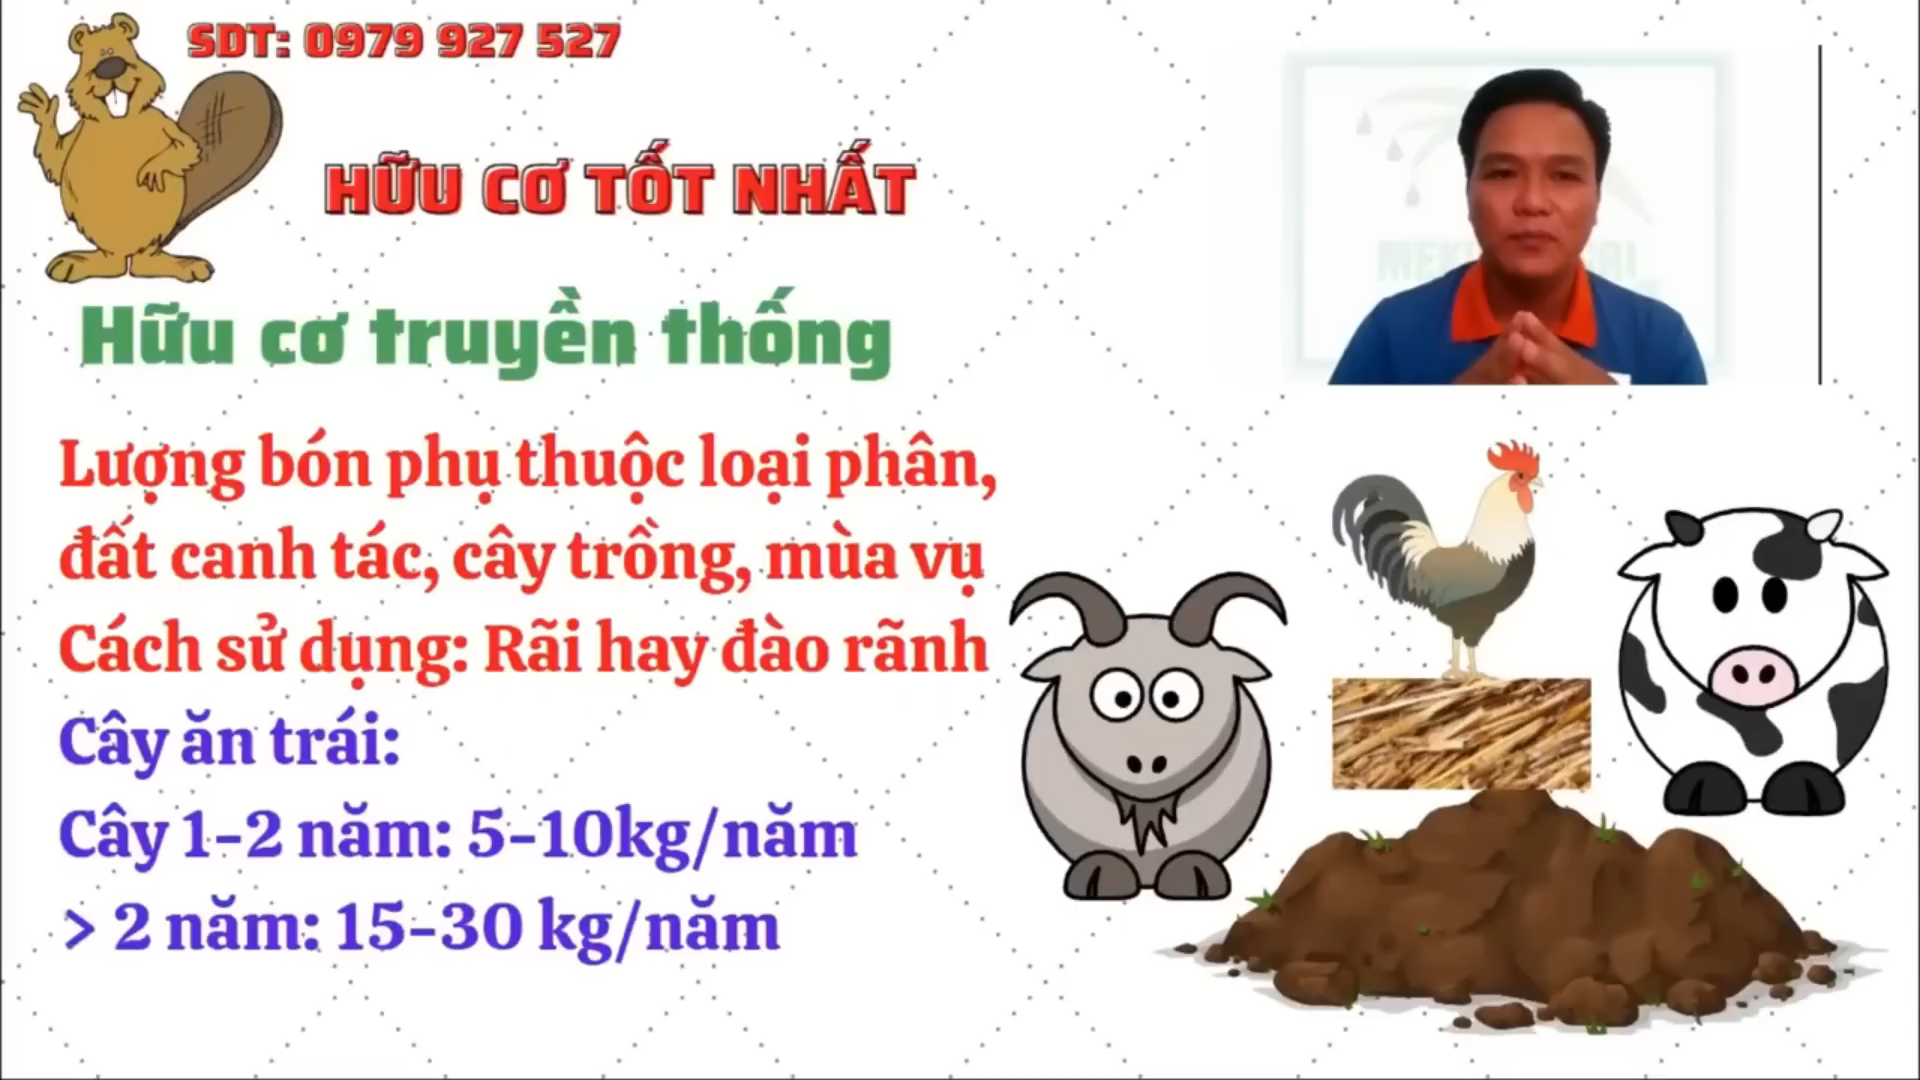 SDT: 0979 927 527
HỮU CƠ TỐT NHẤT
Hữu cơ truyền thống
Lượng bón phụ thuộc loại phân,
đất canh tác, cây trồng, mùa vụ
Cách sử dụng: Rãi hay đào rãnh
Cây ăn trái:
Cây 1-2 năm: 5-10kg/năm
> 2 năm: 15-30 kg/năm